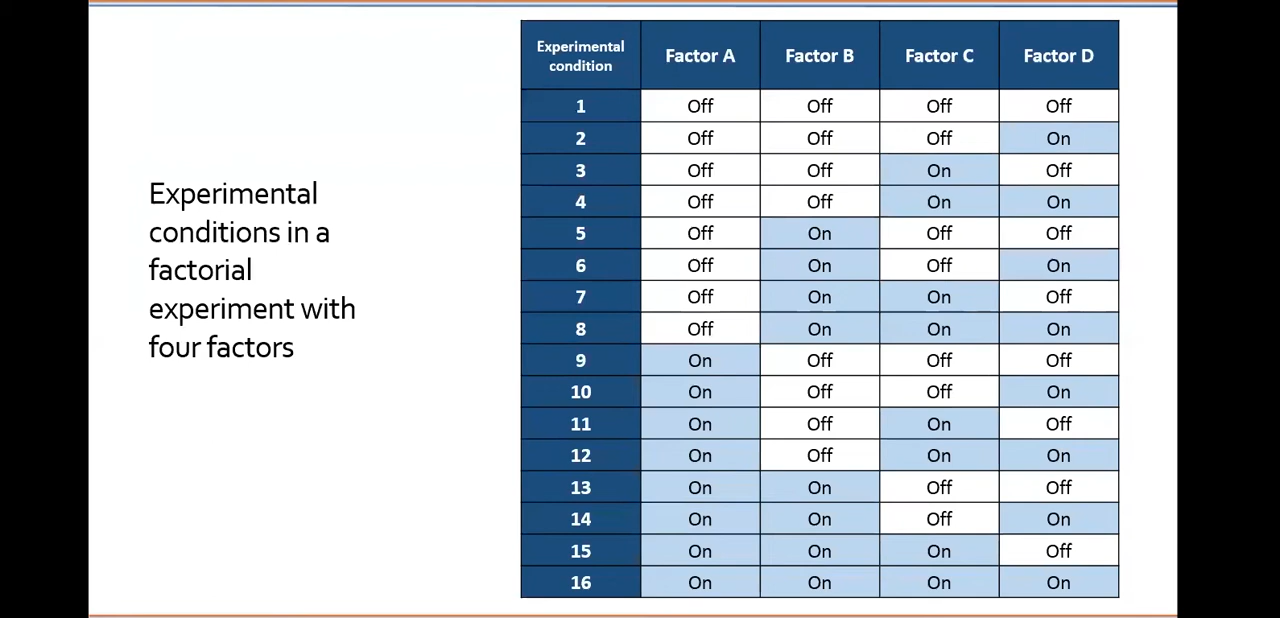 Experimental
conditions in a
factorial
experiment with
four factors
Experimental condition Factor A Factor B Factor C Factor D
1 Off Off Off Off
2 Off Off Off On
3 Off Off On Off
4 Off Off On On
5 Off On Off Off
6 Off On Off On
7 Off On On Off
8 Off On On On
9 On Off Off Off
10 On Off Off On
11 On Off On Off
12 On Off On On
13 On On Off Off
14 On On Off On
15 On On On Off
16 On On On On